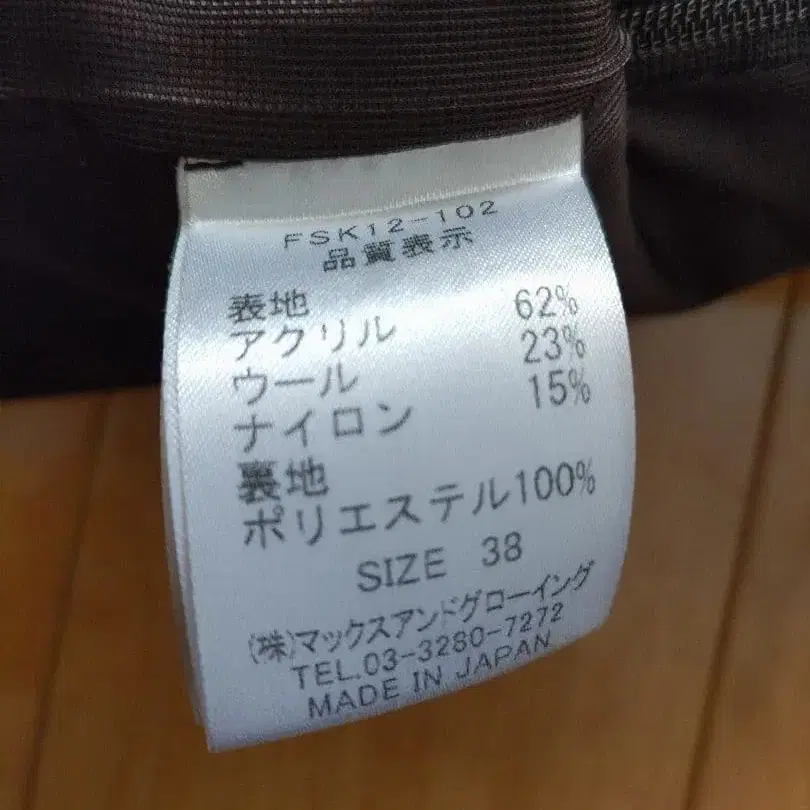 FSK12-102
品質表示
表地
アクリル 62%
ウール 23%
ナイロン 15%
裏地
ポリエステル100%
SIZE 38
(株)マックスアンドグローイング
TEL.03-3280-7272
MADE IN JAPAN